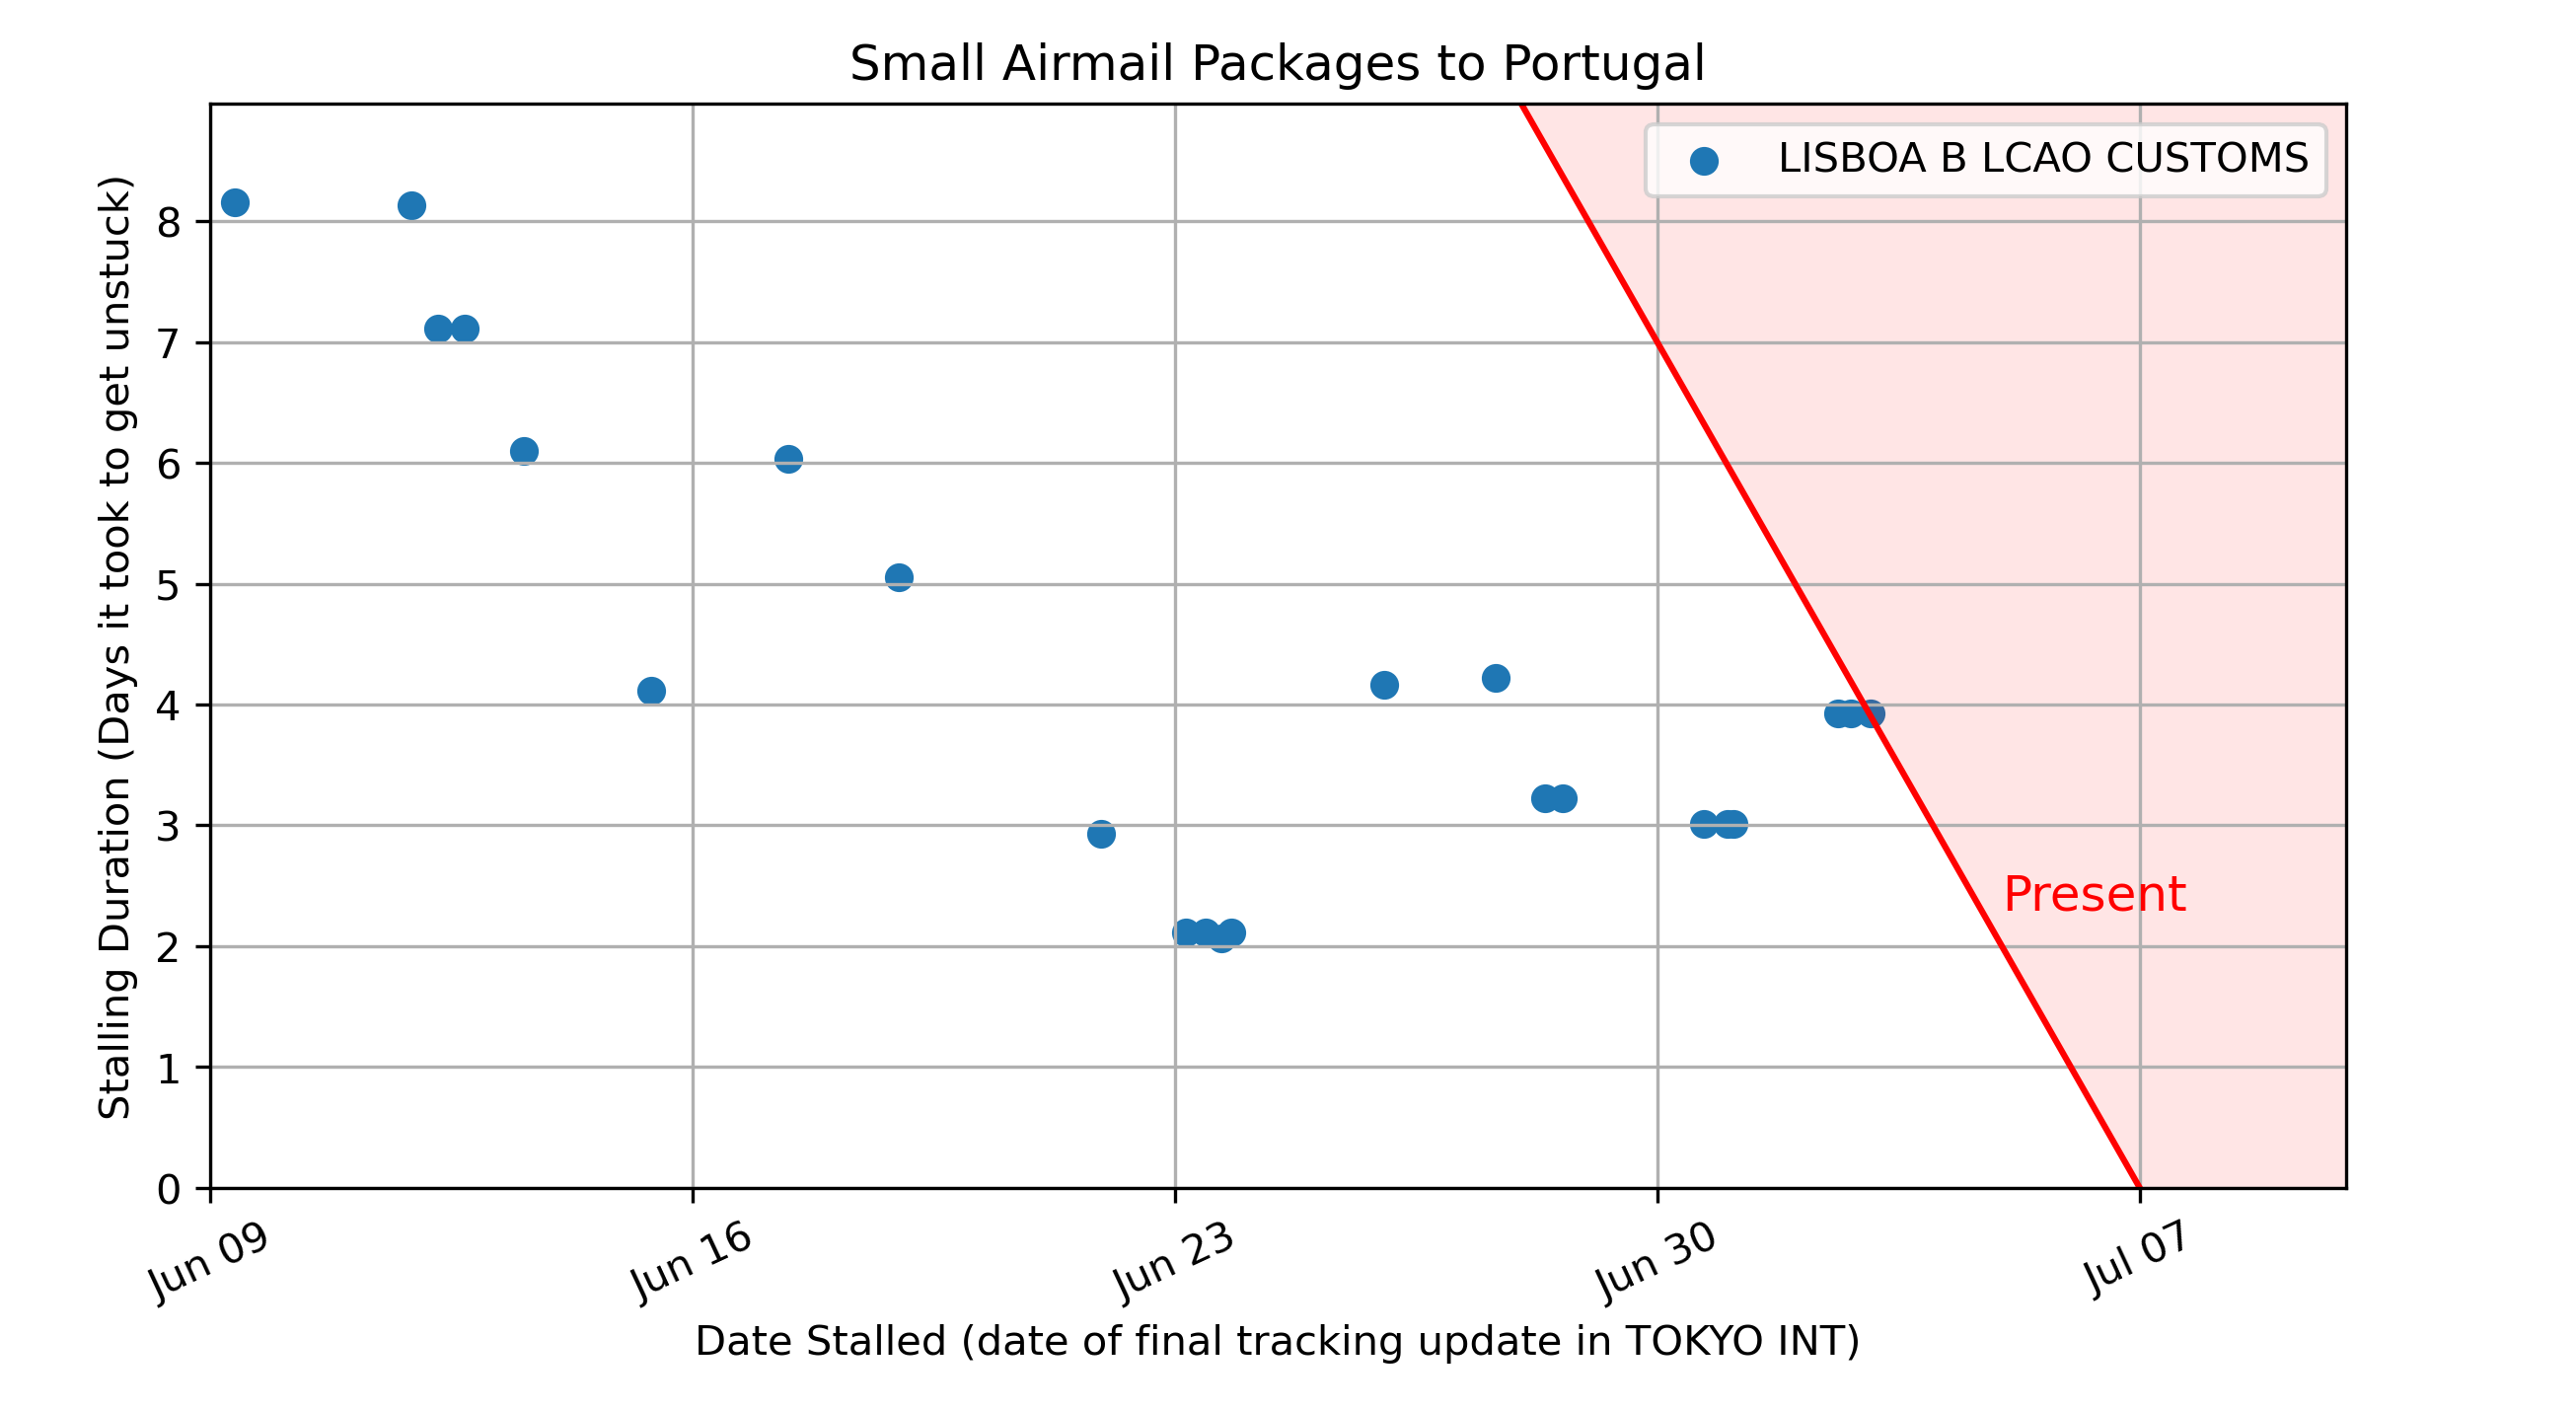 Small Airmail Packages to Portugal
LISBOA B LCAO CUSTOMS
Stalling Duration (Days it took to get unstuck)
8
7
6
5
4
3
2
1
0
Present
Jun 09
Jun 16
Jun 23
Jun 30
Jul 07
Date Stalled (date of final tracking update in TOKYO INT)